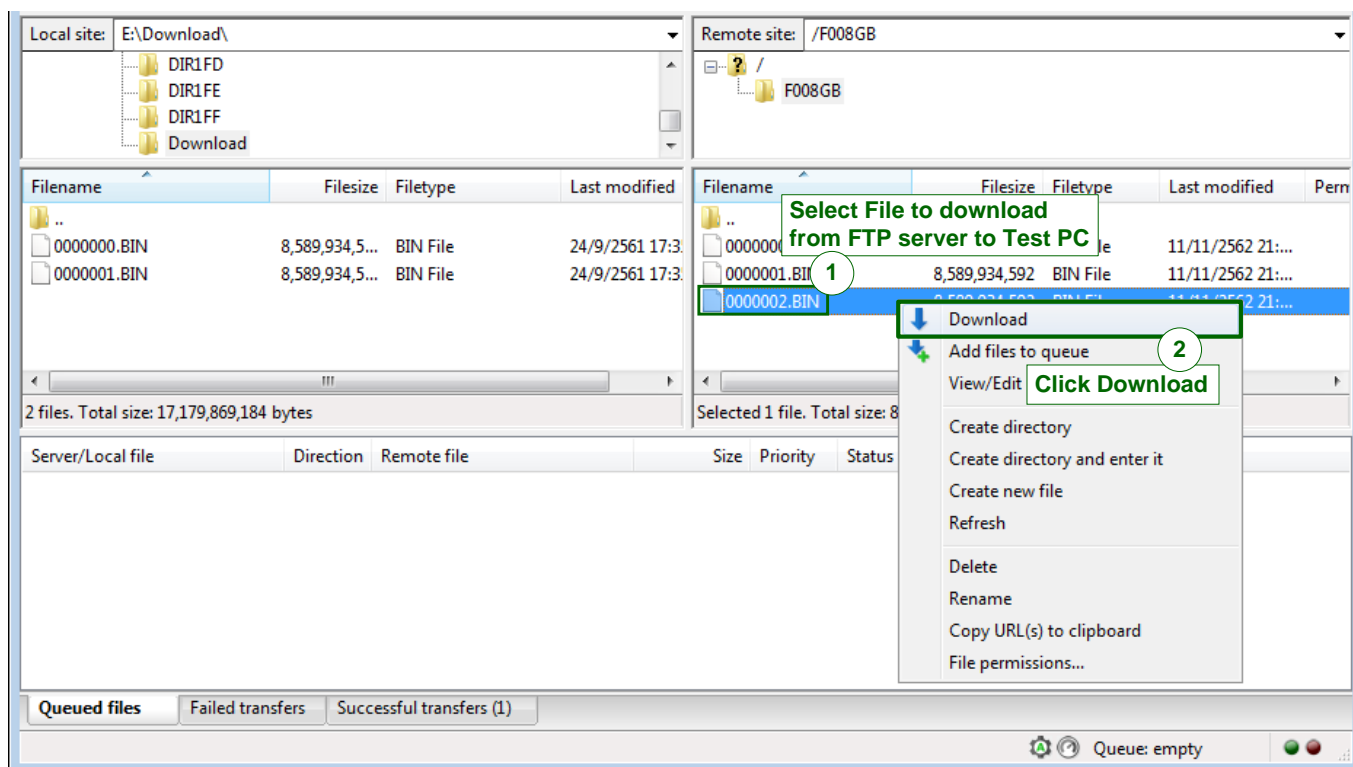 Local site: E:\Download\
DIR1FD
DIR1FE
DIR1FF
Download
Remote site: /F008GB
/
F008GB
Filename Filesize Filetype Last modified
..
0000000.BIN 8,589,934,5... BIN File 24/9/2561 17:3
0000001.BIN 8,589,934,5... BIN File 24/9/2561 17:3
2 files. Total size: 17,179,869,184 bytes
Filename Filesize Filetype Last modified Perm
..
Select File to download
from FTP server to Test PC
11/11/2562 21:...
0000001.BIN 8,589,934,592 BIN File 11/11/2562 21:...
1
0000002.BIN 8,589,934,592 BIN File 11/11/2562 21:...
Selected 1 file. Total size: 8
Download
Add files to queue
2
View/Edit
Click Download
Create directory
Create directory and enter it
Create new file
Refresh
Delete
Rename
Copy URL(s) to clipboard
File permissions...
Server/Local file Direction Remote file Size Priority Status
Queued files Failed transfers Successful transfers (1)
Queue: empty